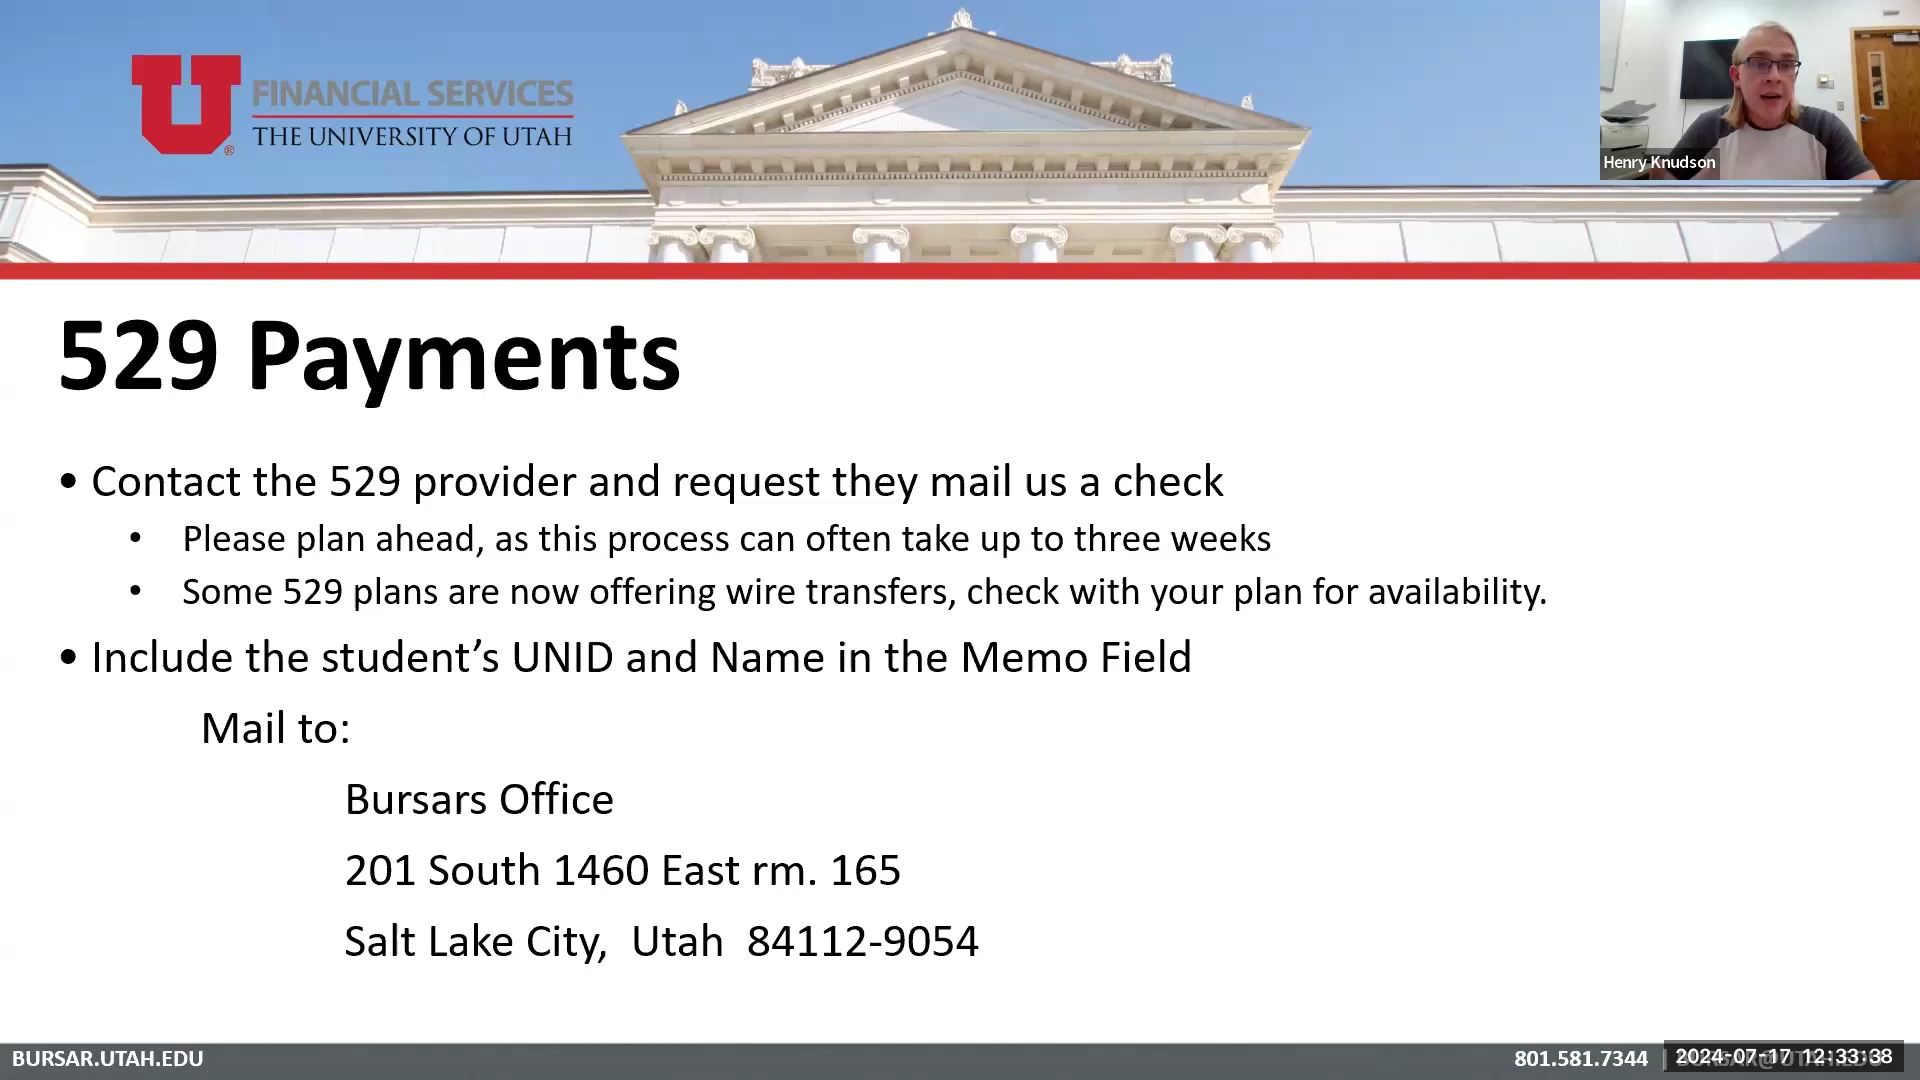 U
®
FINANCIAL SERVICES
THE UNIVERSITY OF UTAH
Henry Knudson
529 Payments
• Contact the 529 provider and request they mail us a check
• Please plan ahead, as this process can often take up to three weeks
• Some 529 plans are now offering wire transfers, check with your plan for availability.
• Include the student’s UNID and Name in the Memo Field
Mail to:
Bursars Office
201 South 1460 East rm. 165
Salt Lake City, Utah 84112-9054
BURSAR.UTAH.EDU
801.581.7344 | BURSAR@UTAH.EDU
2024-07-17 12:33:38